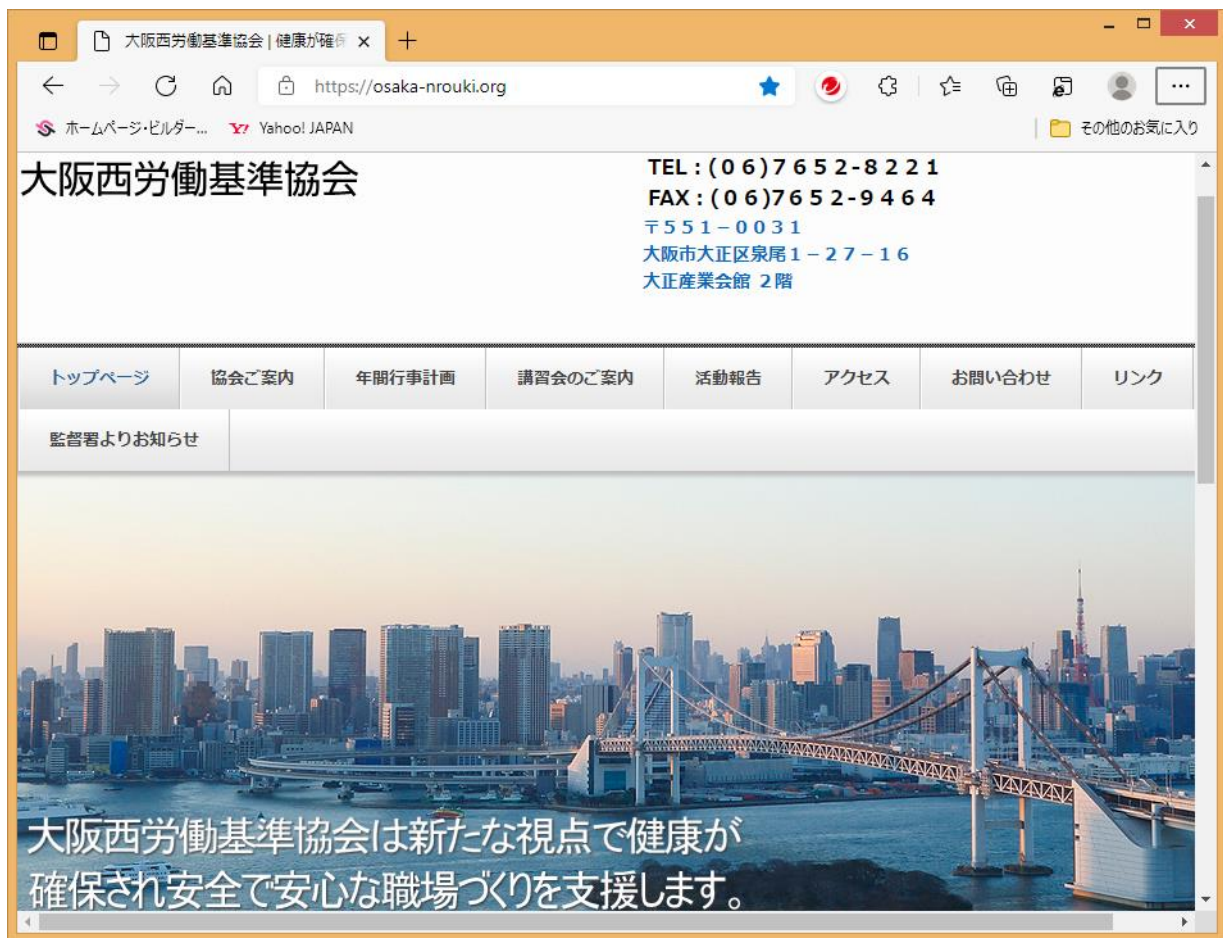 大阪西労働基準協会 | 健康が確保
https://osaka-nrouki.org
ホームページ・ビルダー...
Yahoo! JAPAN
その他のお気に入り
大阪西労働基準協会
TEL:(06)7652-8221
FAX:(06)7652-9464
〒551-0031
大阪市大正区泉尾1-27-16
大正産業会館 2階
トップページ
協会ご案内
年間行事計画
講習会のご案内
活動報告
アクセス
お問い合わせ
リンク
監督署よりお知らせ
大阪西労働基準協会は新たな視点で健康が
確保され安全で安心な職場づくりを支援します。